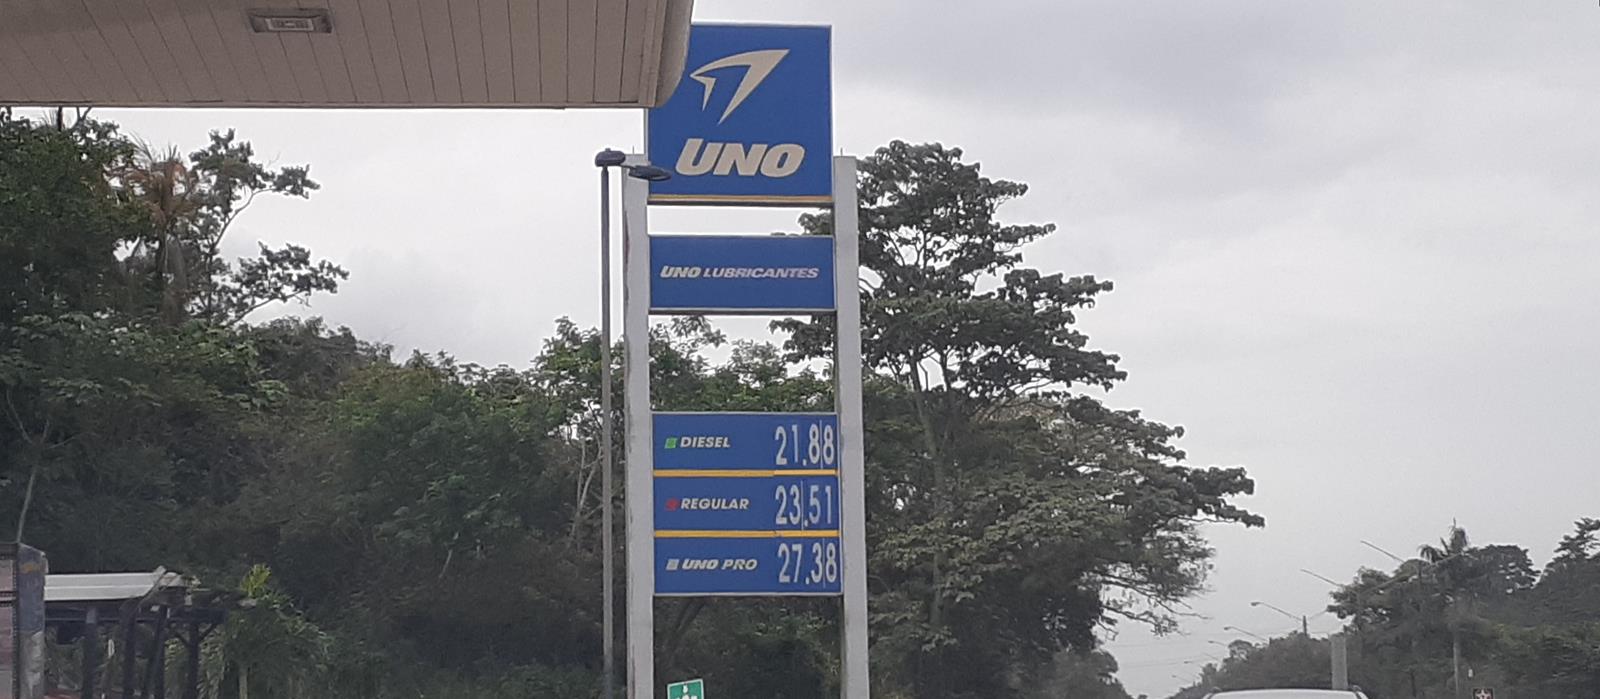 UNO
UNO LUBRICANTES
DIESEL 21.88
REGULAR 23.51
UNO PRO 27.38